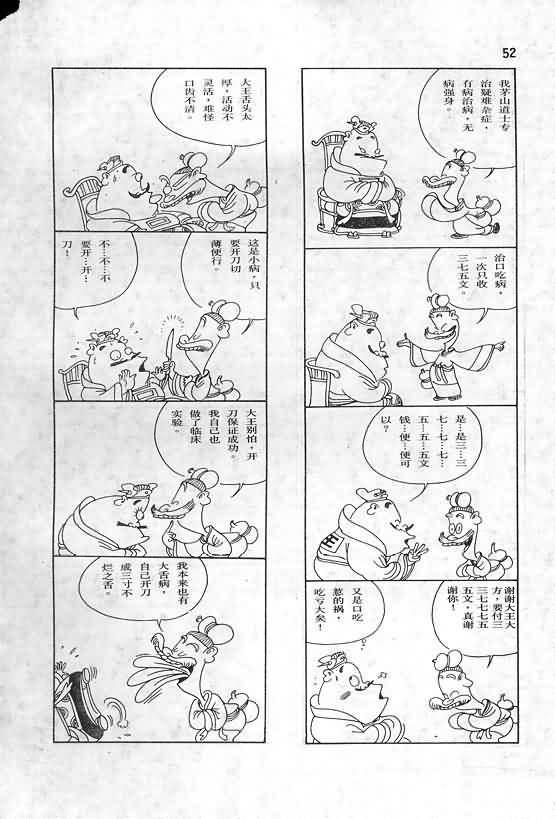 52
我茅山道士专
治疑难杂症，
有病治病，无
病强身。
治口吃病，
一次只收
三七五文。
是…是三…三
七…七…七…
五…五…五文
钱…便…便可
以？
谢谢大王大
方，要付三
三七七七五
五文，真谢
谢你！
又是口吃
惹的祸，
吃亏大矣！
大王舌头太
厚，活动不
灵活，难怪
口齿不清。
这是小病，只
要开刀切
薄便行。
不…不…不
要开…开…
刀！
大王别怕，开
刀保证成功。
我自己也
做了临床
实验。
我本来也有
大舌病，
自己开刀
成三寸不
烂之舌。
王